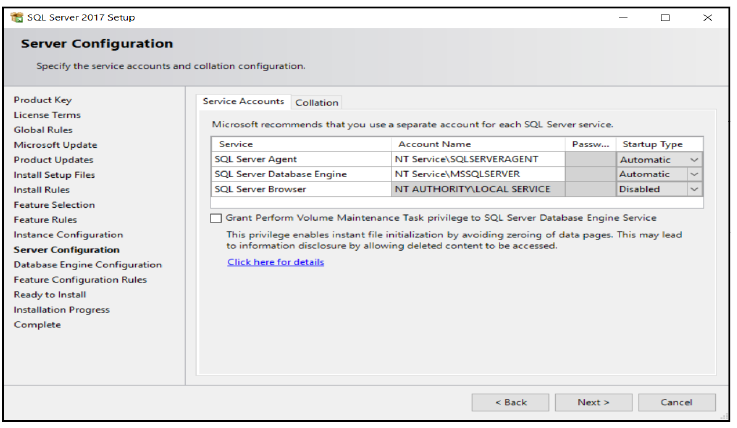 SQL Server 2017 Setup
Server Configuration
Specify the service accounts and collation configuration.
Product Key
License Terms
Global Rules
Microsoft Update
Product Updates
Install Setup Files
Install Rules
Feature Selection
Feature Rules
Instance Configuration
Server Configuration
Database Engine Configuration
Feature Configuration Rules
Ready to Install
Installation Progress
Complete
Service Accounts Collation
Microsoft recommends that you use a separate account for each SQL Server service.
Service Account Name Passw... Startup Type
SQL Server Agent NT Service\SQLSERVERAGENT Automatic
SQL Server Database Engine NT Service\MSSQLSERVER Automatic
SQL Server Browser NT AUTHORITY\LOCAL SERVICE Disabled
Grant Perform Volume Maintenance Task privilege to SQL Server Database Engine Service
This privilege enables instant file initialization by avoiding zeroing of data pages. This may lead
to information disclosure by allowing deleted content to be accessed.
Click here for details
< Back Next > Cancel